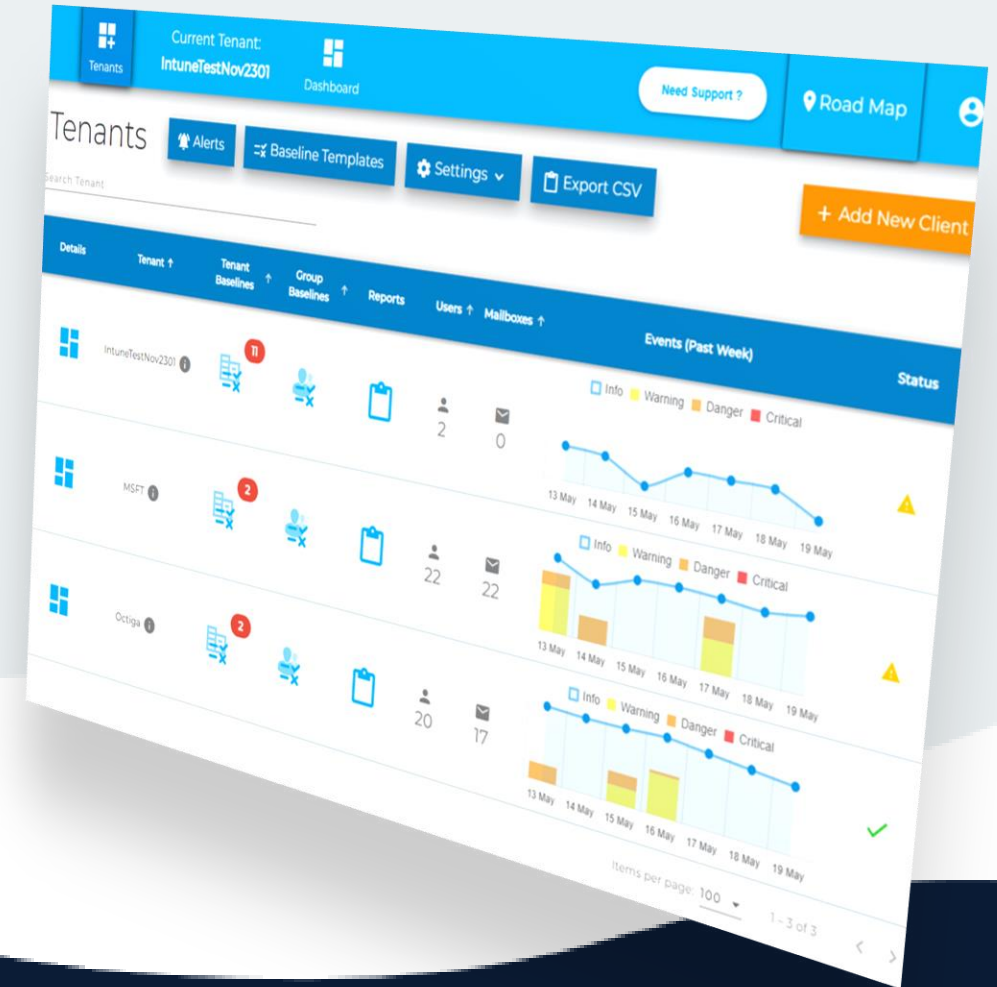 Tenants
Current Tenant:
IntuneTestNov2301
Dashboard
Need Support ?
Road Map
Tenants
Alerts
Baseline Templates
Settings
Export CSV
+ Add New Client
Search Tenant
Details
Tenant ↑
Tenant Baselines ↑
Group Baselines ↑
Reports
Users ↑
Mailboxes ↑
Events (Past Week)
Status
IntuneTestNov2301
11
2
0
Info Warning Danger Critical
13 May 14 May 15 May 16 May 17 May 18 May 19 May
MSFT
2
22
22
Info Warning Danger Critical
13 May 14 May 15 May 16 May 17 May 18 May 19 May
Octiga
2
20
17
Info Warning Danger Critical
13 May 14 May 15 May 16 May 17 May 18 May 19 May
Items per page: 100
1 – 3 of 3